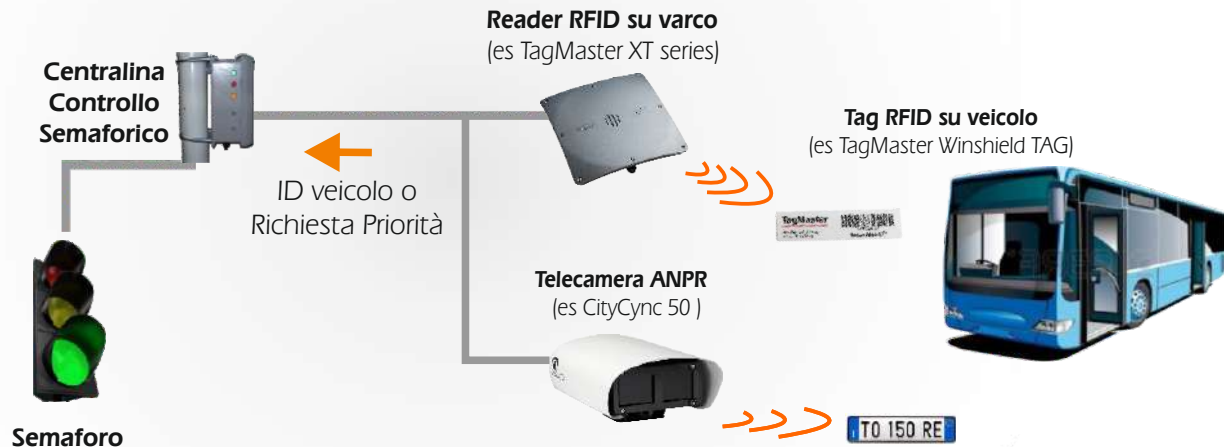 Reader RFID su varco
(es TagMaster XT series)
Centralina
Controllo
Semaforico
Tag RFID su veicolo
(es TagMaster Winshield TAG)
ID veicolo o
Richiesta Priorità
TagMaster
Telecamera ANPR
(es CityCync 50 )
TO 150 RE
Semaforo